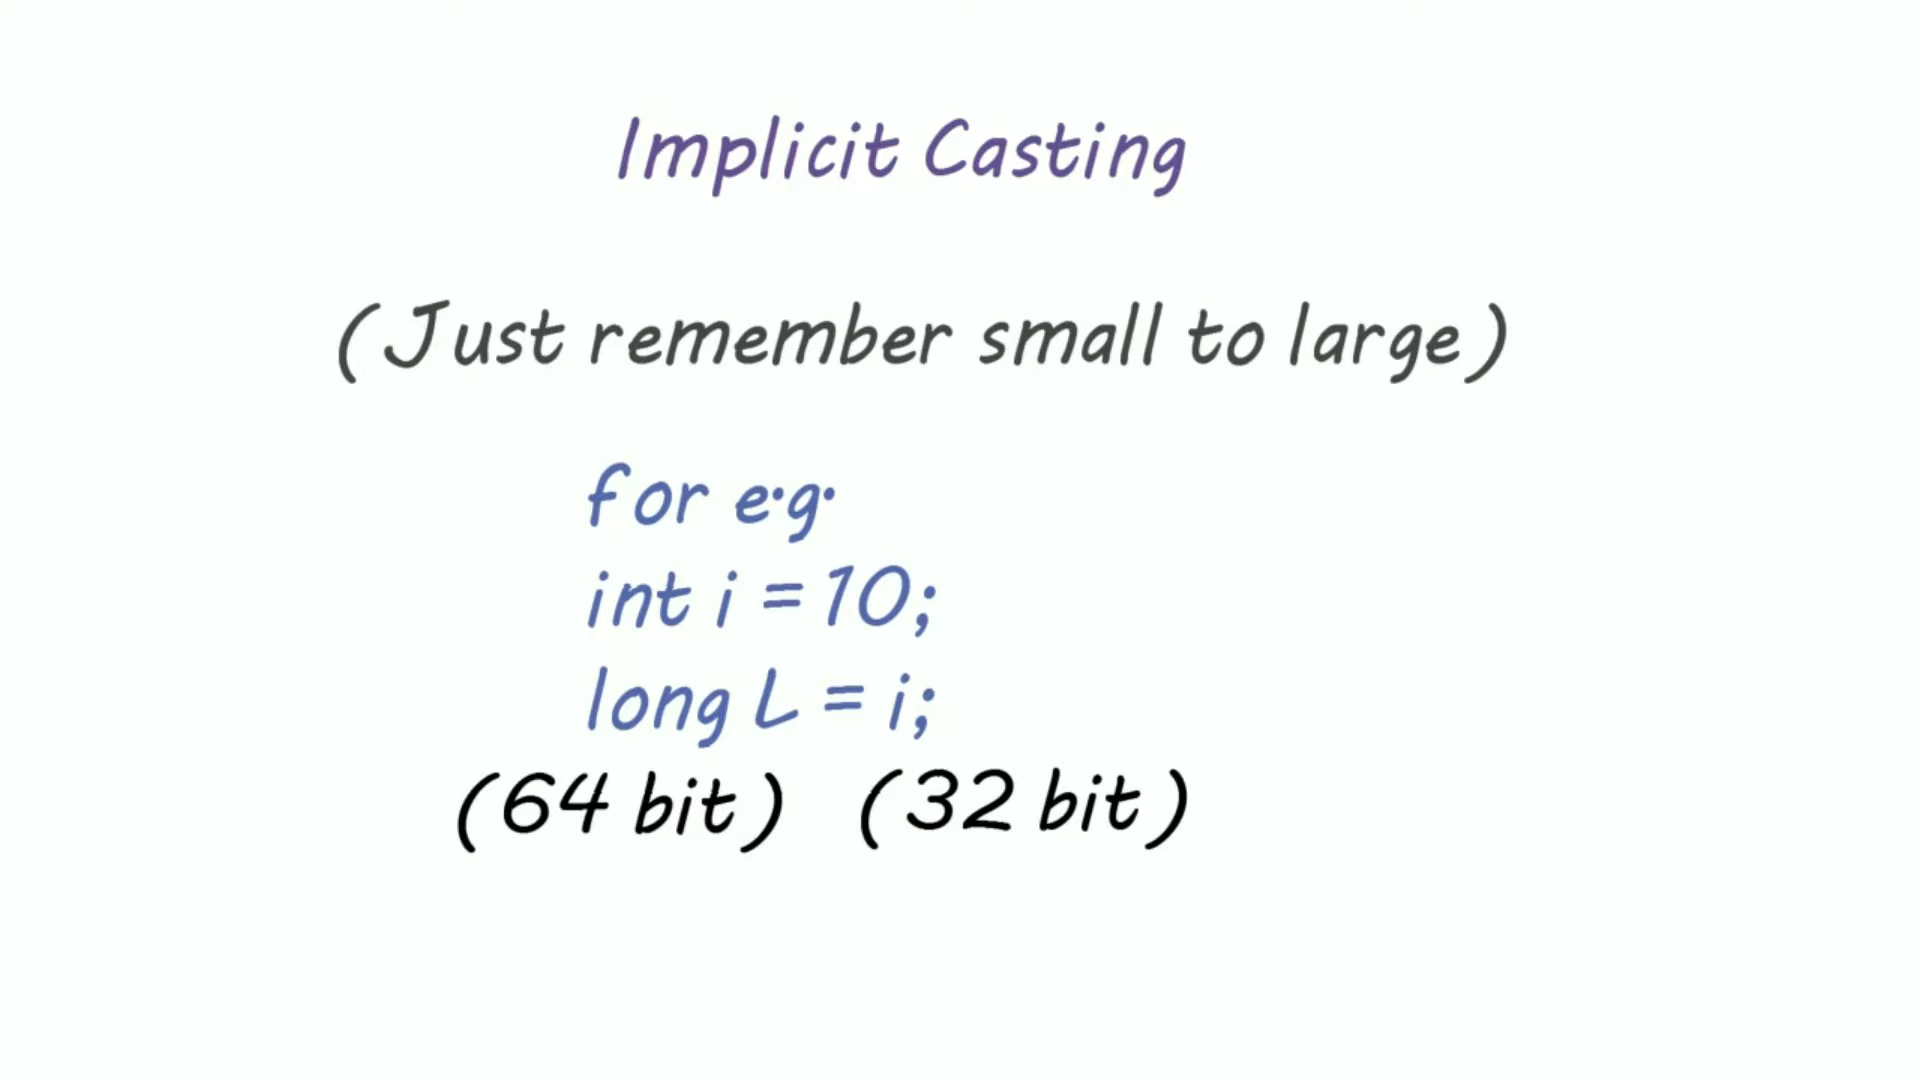 Implicit Casting
(Just remember small to large)
for e.g.
int i = 10;
long L = i;
(64 bit) (32 bit)